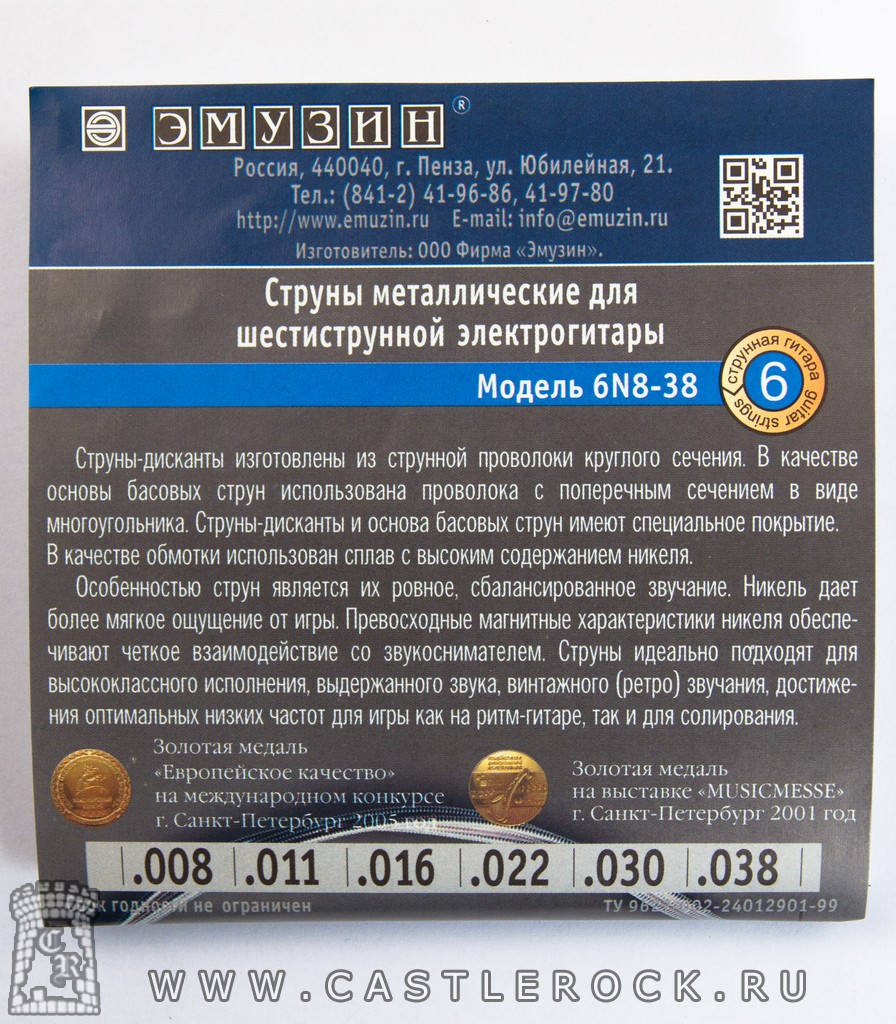 ЭМУЗИН®
Россия, 440040, г. Пенза, ул. Юбилейная, 21.
Тел.: (841-2) 41-96-86, 41-97-80
http://www.emuzin.ru E-mail: info@emuzin.ru
Изготовитель: ООО Фирма «Эмузин».
Струны металлические для
шестиструнной электрогитары
Модель 6N8-38
струнная гитара
6
guitar strings
Струны-дисканты изготовлены из струнной проволоки круглого сечения. В качестве
основы басовых струн использована проволока с поперечным сечением в виде
многоугольника. Струны-дисканты и основа басовых струн имеют специальное покрытие.
В качестве обмотки использован сплав с высоким содержанием никеля.
Особенностью струн является их ровное, сбалансированное звучание. Никель дает
более мягкое ощущение от игры. Превосходные магнитные характеристики никеля обеспе-
чивают четкое взаимодействие со звукоснимателем. Струны идеально подходят для
высококлассного исполнения, выдержанного звука, винтажного (ретро) звучания, достиже-
ния оптимальных низких частот для игры как на ритм-гитаре, так и для солирования.
Золотая медаль
«Европейское качество»
на международном конкурсе
г. Санкт-Петербург 2005 год
Золотая медаль
на выставке «MUSICMESSE»
г. Санкт-Петербург 2001 год
.008 .011 .016 .022 .030 .038
годности не ограничен
ТУ
CR
WWW.CASTLEROCK.RU